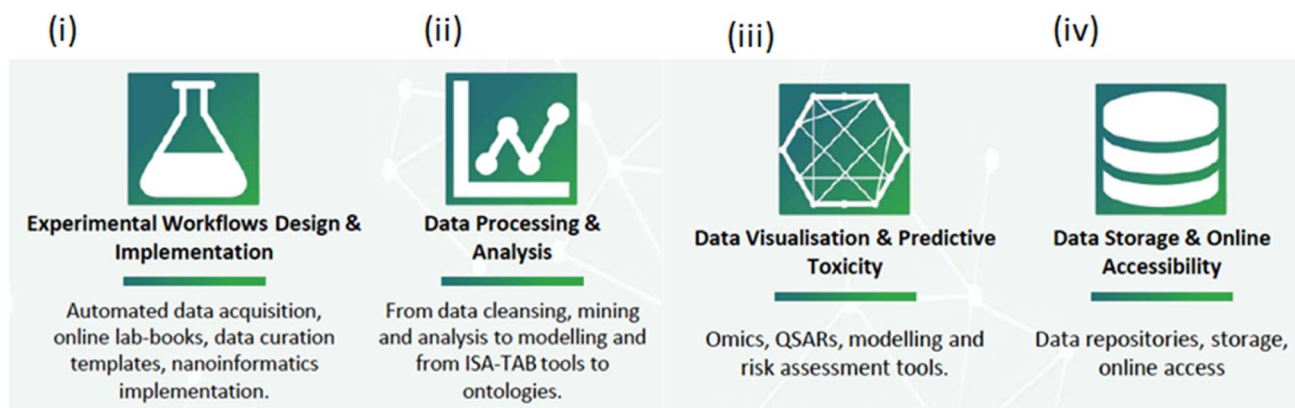 (i)
Experimental Workflows Design &
Implementation
Automated data acquisition,
online lab-books, data curation
templates, nanoinformatics
implementation.
(ii)
Data Processing &
Analysis
From data cleansing, mining
and analysis to modelling and
from ISA-TAB tools to
ontologies.
(iii)
Data Visualisation & Predictive
Toxicity
Omics, QSARs, modelling and
risk assessment tools.
(iv)
Data Storage & Online
Accessibility
Data repositories, storage,
online access